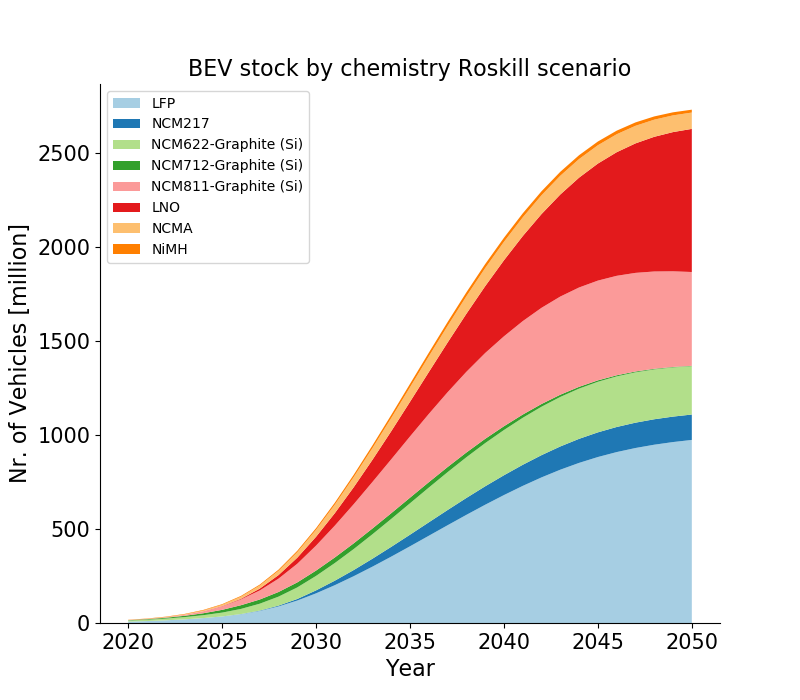 BEV stock by chemistry Roskill scenario
LFP
NCM217
NCM622-Graphite (Si)
NCM712-Graphite (Si)
NCM811-Graphite (Si)
LNO
NCMA
NiMH
Nr. of Vehicles [million]
2500
2000
1500
1000
500
0
2020 2025 2030 2035 2040 2045 2050
Year